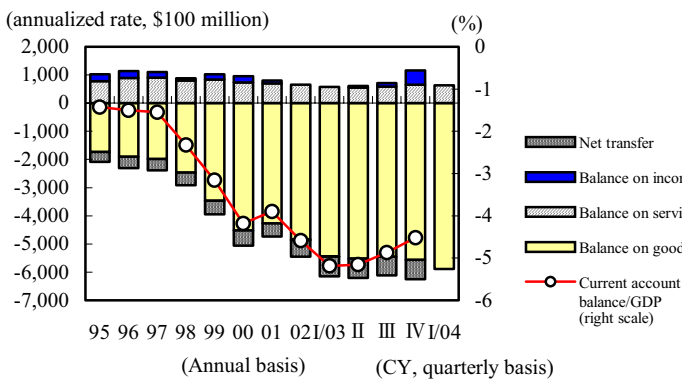 (annualized rate, $100 million)
(%)
2,000
1,000
0
-1,000
-2,000
-3,000
-4,000
-5,000
-6,000
-7,000
0
-1
-2
-3
-4
-5
-6
95 96 97 98 99 00 01 02 I/03 II III IV I/04
(Annual basis)
(CY, quarterly basis)
Net transfer
Balance on incom
Balance on servi
Balance on good
Current account
balance/GDP
(right scale)